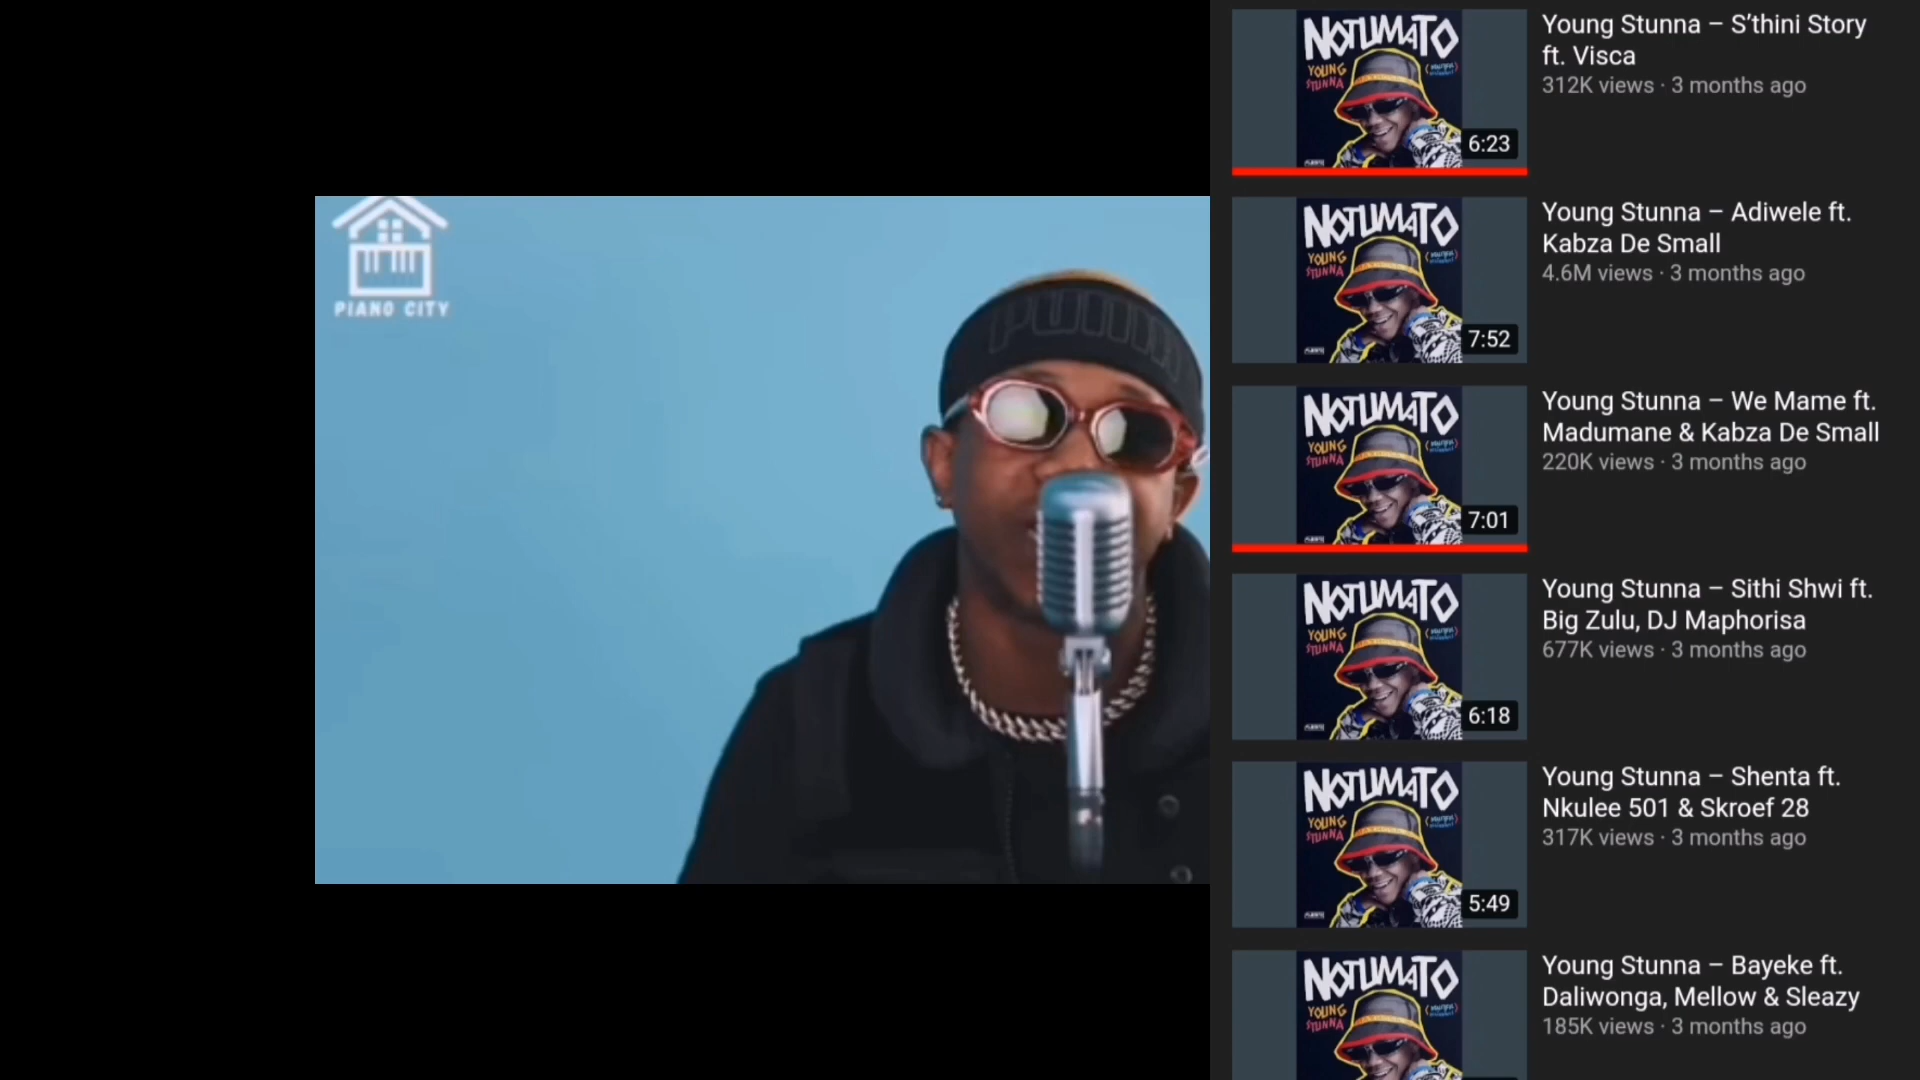 PIANO CITY
PUMA
NOTUMATO
YOUNG
STUNNA
6:23
Young Stunna – S’thini Story
ft. Visca
312K views · 3 months ago
NOTUMATO
YOUNG
STUNNA
7:52
Young Stunna – Adiwele ft.
Kabza De Small
4.6M views · 3 months ago
NOTUMATO
YOUNG
STUNNA
7:01
Young Stunna – We Mame ft.
Madumane & Kabza De Small
220K views · 3 months ago
NOTUMATO
YOUNG
STUNNA
6:18
Young Stunna – Sithi Shwi ft.
Big Zulu, DJ Maphorisa
677K views · 3 months ago
NOTUMATO
YOUNG
STUNNA
5:49
Young Stunna – Shenta ft.
Nkulee 501 & Skroef 28
317K views · 3 months ago
NOTUMATO
YOUNG
STUNNA
Young Stunna – Bayeke ft.
Daliwonga, Mellow & Sleazy
185K views · 3 months ago